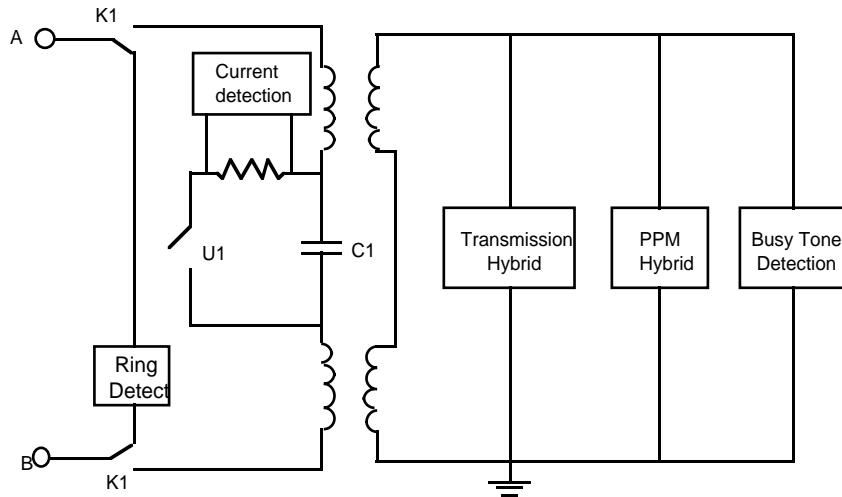 K1
A
Current
detection
U1
C1
Transmission
Hybrid
PPM
Hybrid
Busy Tone
Detection
Ring
Detect
B
K1